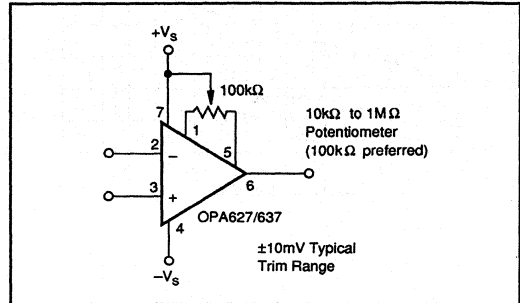 +Vs
100kΩ
7
1
10kΩ to 1MΩ
Potentiometer
(100kΩ preferred)
2
−
5
6
3
+
OPA627/637
4
±10mV Typical
Trim Range
−Vs